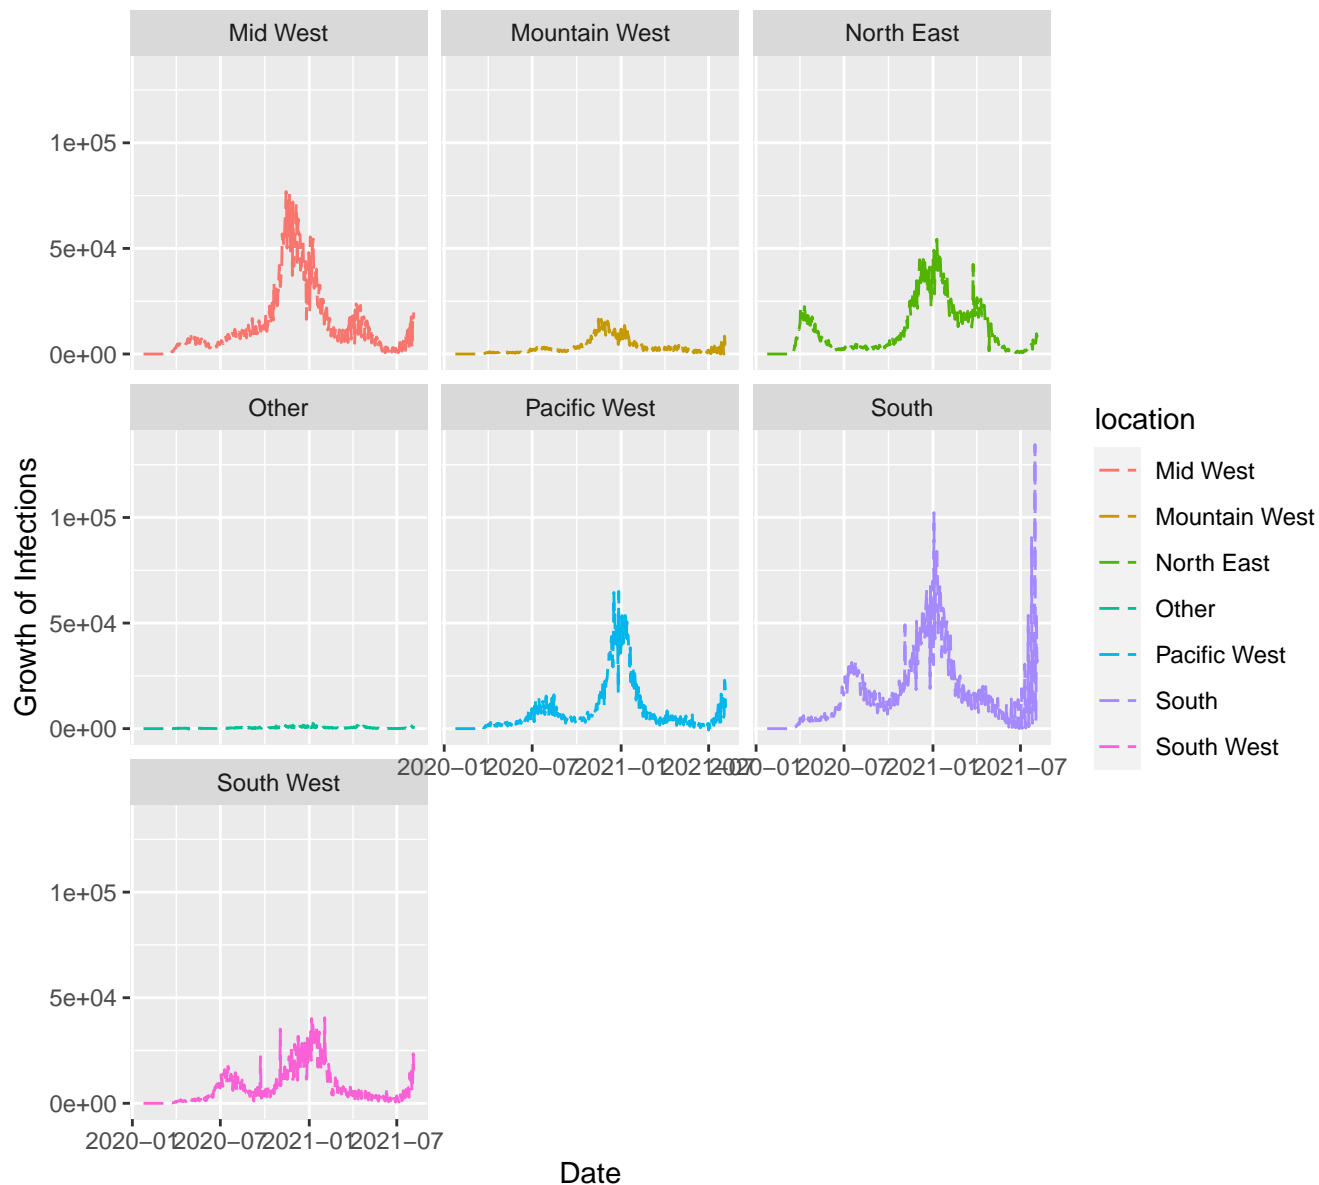 Mid West
Mountain West
North East
1e+05
5e+04
0e+00
Other
Pacific West
South
1e+05
5e+04
0e+00
2020−01 2020−07 2021−01 2021−07
2020−01 2020−07 2021−01 2021−07
South West
1e+05
5e+04
0e+00
2020−01 2020−07 2021−01 2021−07
Growth of Infections
Date
location
Mid West
Mountain West
North East
Other
Pacific West
South
South West